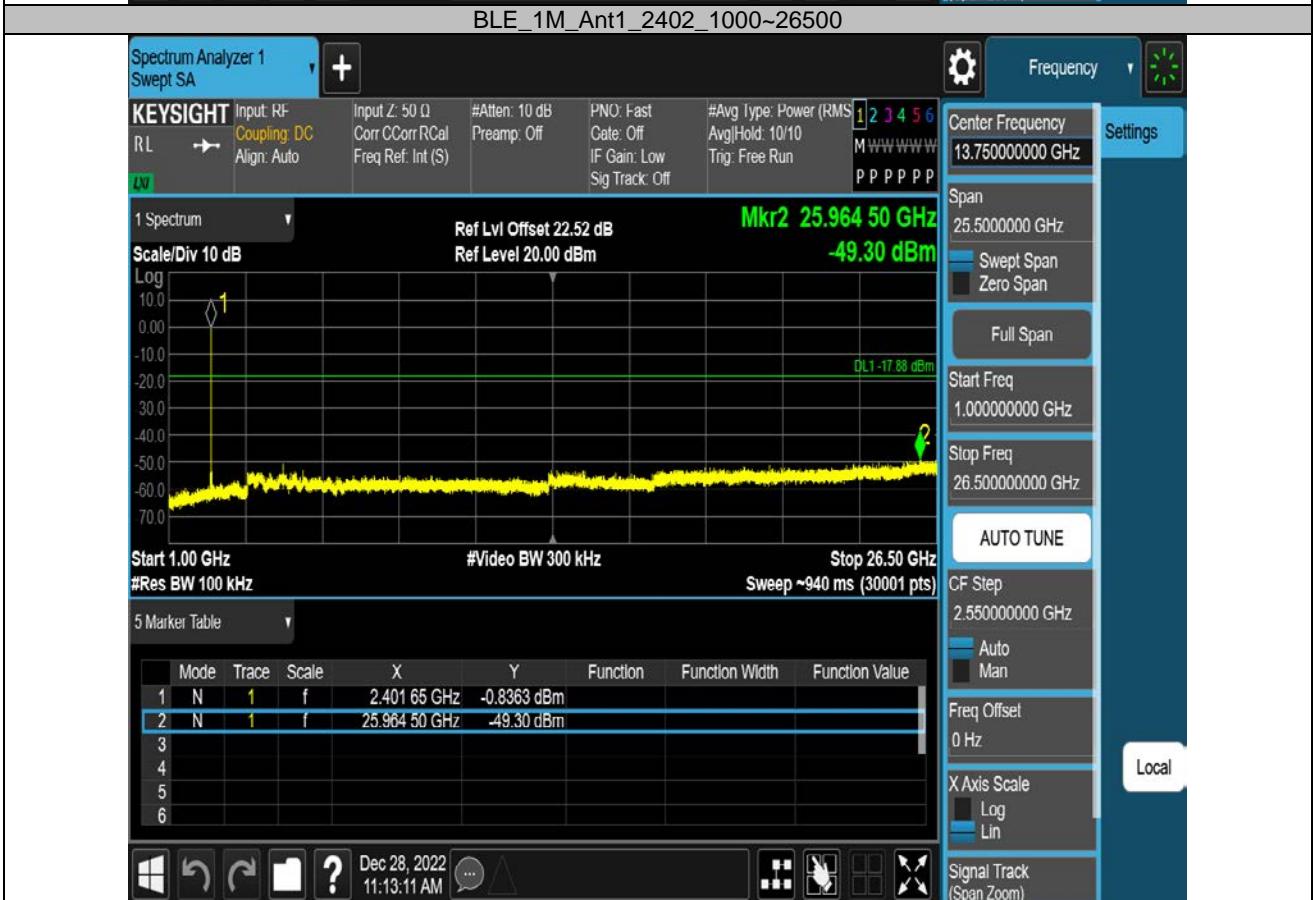 BLE_1M_Ant1_2402_1000~26500
Spectrum Analyzer 1
Swept SA
+
Frequency
KEYSIGHT
RL
LXI
Input: RF
Coupling: DC
Align: Auto
Input Z: 50 Ω
Corr CCorr RCal
Freq Ref: Int (S)
#Atten: 10 dB
Preamp: Off
PNO: Fast
Gate: Off
IF Gain: Low
Sig Track: Off
#Avg Type: Power (RMS
Avg|Hold: 10/10
Trig: Free Run
1 2 3 4 5 6
M W W W W W
P P P P P P
1 Spectrum
Scale/Div 10 dB
Ref Lvl Offset 22.52 dB
Ref Level 20.00 dBm
Mkr2 25.964 50 GHz
-49.30 dBm
Log
10.0
0.00
-10.0
-20.0
30.0
-40.0
-50.0
-60.0
70.0
1
DL1 -17.88 dBm
2
Start 1.00 GHz
#Video BW 300 kHz
Stop 26.50 GHz
#Res BW 100 kHz
Sweep ~940 ms (30001 pts)
5 Marker Table
Mode Trace Scale X Y Function Function Width Function Value
1 N 1 f 2.401 65 GHz -0.8363 dBm
2 N 1 f 25.964 50 GHz -49.30 dBm
3
4
5
6
?
Dec 28, 2022
11:13:11 AM
Center Frequency
13.750000000 GHz
Settings
Span
25.5000000 GHz
Swept Span
Zero Span
Full Span
Start Freq
1.000000000 GHz
Stop Freq
26.500000000 GHz
AUTO TUNE
CF Step
2.550000000 GHz
Auto
Man
Freq Offset
0 Hz
Local
X Axis Scale
Log
Lin
Signal Track
(Span Zoom)